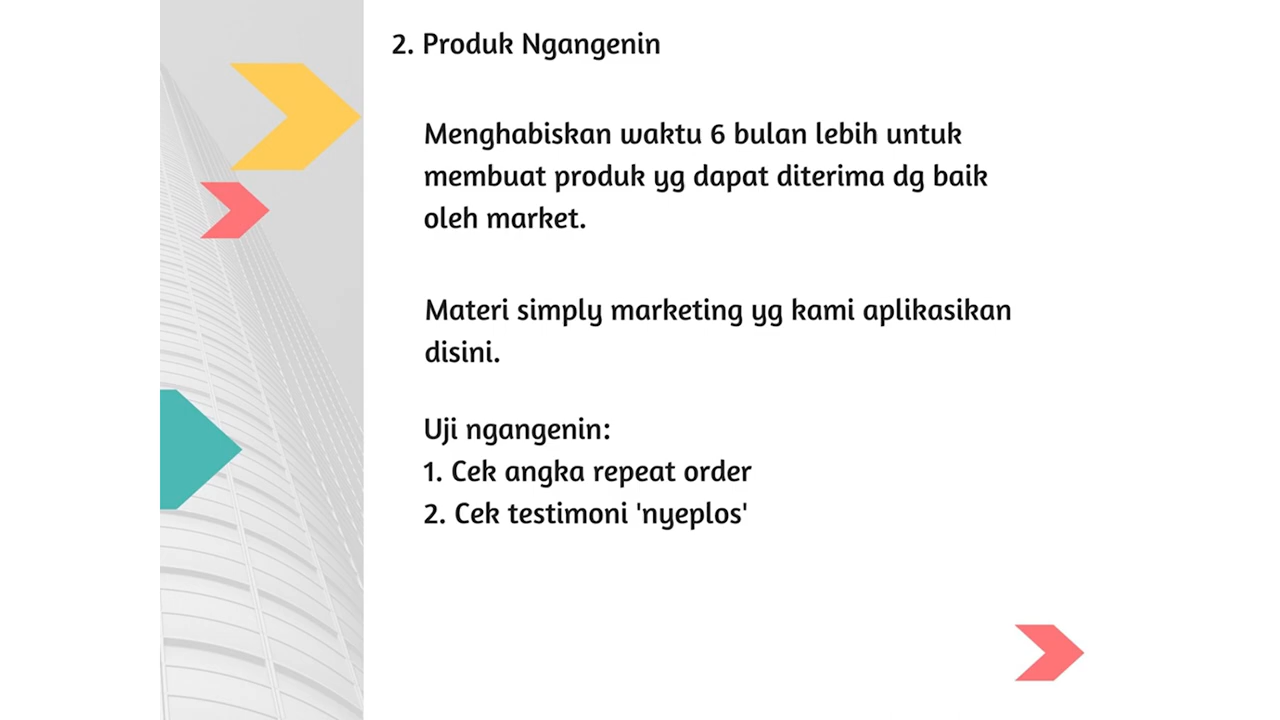 2. Produk Ngangenin
Menghabiskan waktu 6 bulan lebih untuk
membuat produk yg dapat diterima dg baik
oleh market.
Materi simply marketing yg kami aplikasikan
disini.
Uji ngangenin:
1. Cek angka repeat order
2. Cek testimoni 'nyeplos'